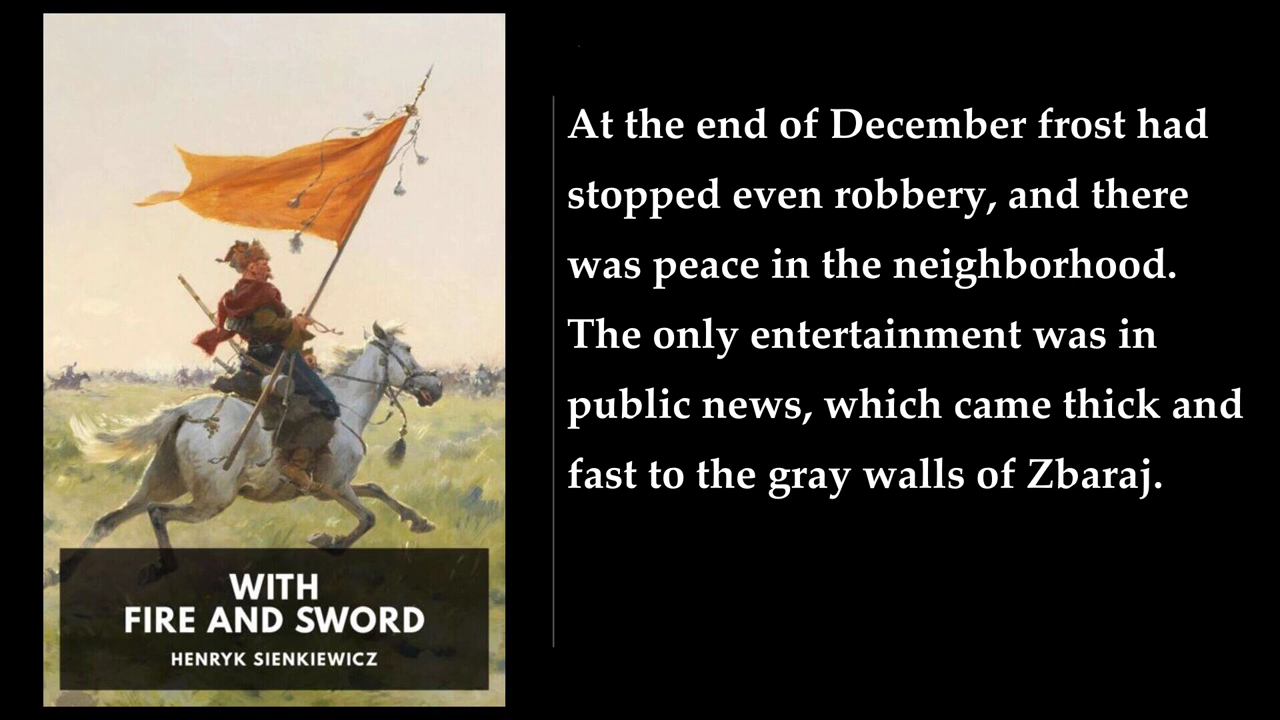 At the end of December frost had
stopped even robbery, and there
was peace in the neighborhood.
The only entertainment was in
public news, which came thick and
fast to the gray walls of Zbaraj.
WITH
FIRE AND SWORD
HENRYK SIENKIEWICZ